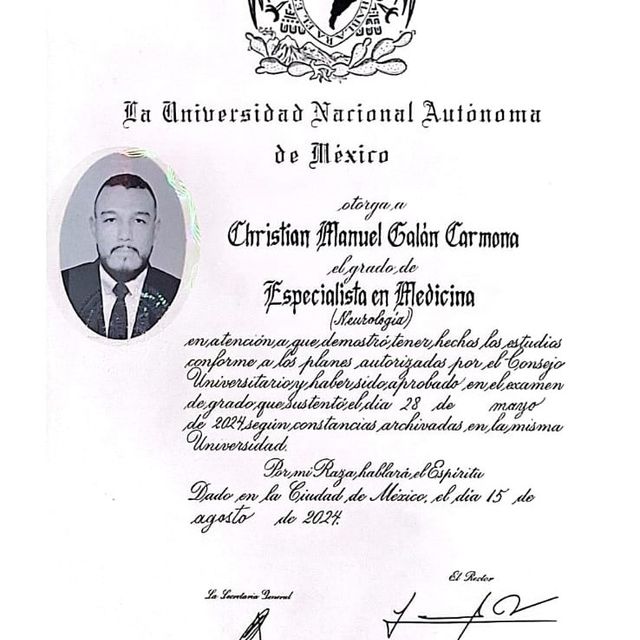 HABLARA EL
La Universidad Nacional Autónoma
de México
otorga a
Christian Manuel Galán Carmona
el grado de
Especialista en Medicina
(Neurología)
en atención a que demostró tener hechos los estudios
conforme a los planes autorizados por el Consejo
Universitario y haber sido aprobado en el examen
de grado que sustentó el día 28 de mayo
de 2024, según constancias archivadas en la misma
Universidad.
Por mi Raza hablará el Espíritu
Dado en la Ciudad de México, el día 15 de
agosto de 2024.
El Rector
La Secretaria General